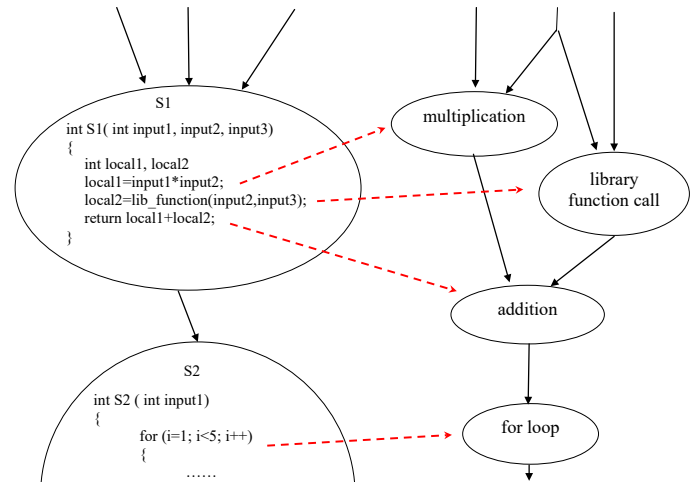 S1
int S1( int input1, input2, input3)
{
int local1, local2
local1=input1*input2;
local2=lib_function(input2,input3);
return local1+local2;
}
multiplication
library
function call
addition
S2
int S2 ( int input1)
{
for (i=1; i<5; i++)
{
……
for loop